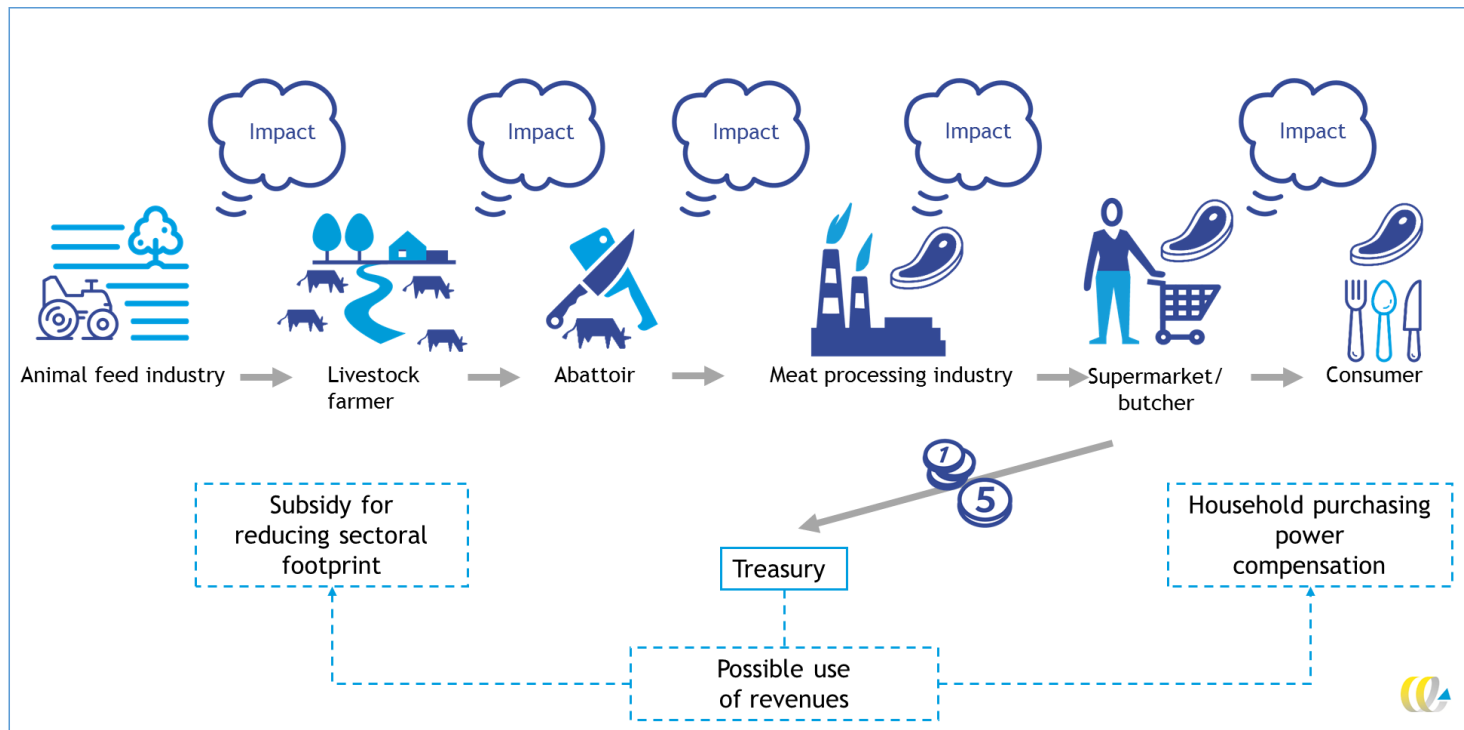 Impact
Impact
Impact
Impact
Impact
Animal feed industry
Livestock
farmer
Abattoir
Meat processing industry
Supermarket/
butcher
Consumer
1
5
Subsidy for
reducing sectoral
footprint
Treasury
Household purchasing
power
compensation
Possible use
of revenues